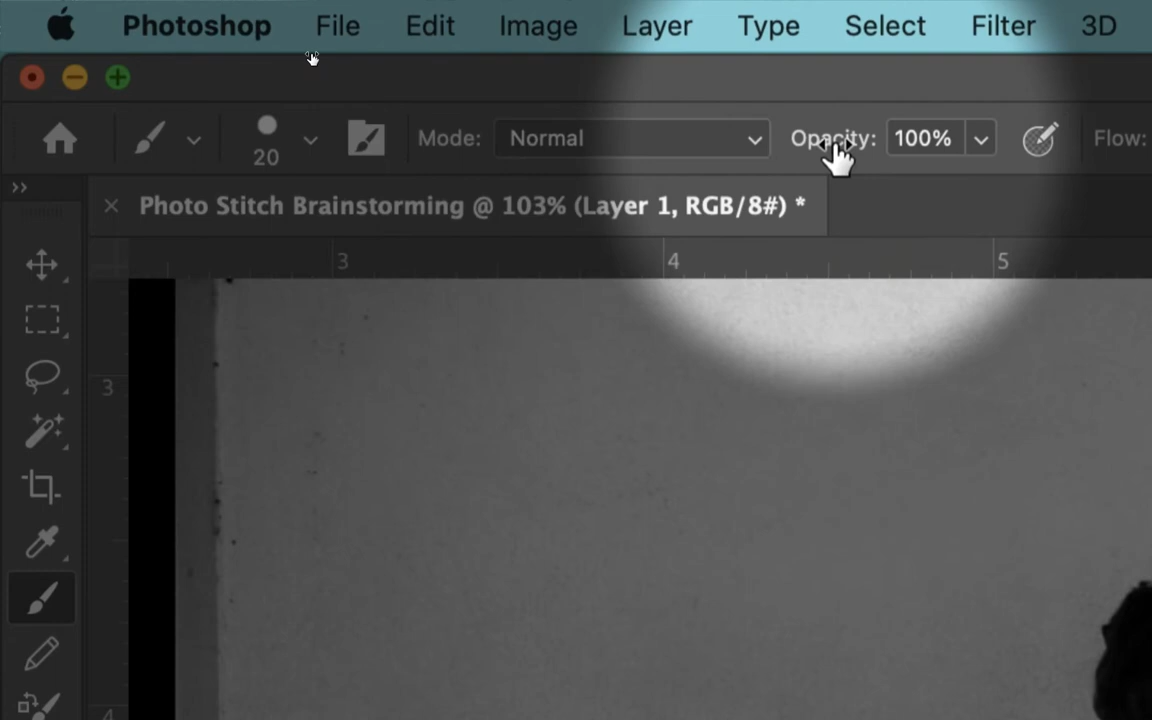 Photoshop File Edit Image Layer Type Select Filter 3D
20 Mode: Normal Opacity: 100% Flow:
Photo Stitch Brainstorming @ 103% (Layer 1, RGB/8#) *
3 4 5
3
4